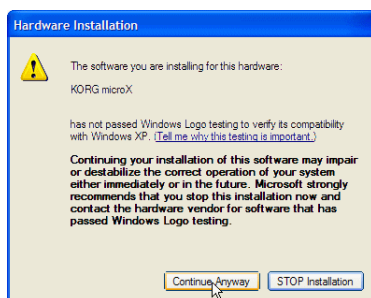 Hardware Installation
The software you are installing for this hardware:
KORG microX
has not passed Windows Logo testing to verify its compatibility
with Windows XP. (Tell me why this testing is important.)
Continuing your installation of this software may impair
or destabilize the correct operation of your system
either immediately or in the future. Microsoft strongly
recommends that you stop this installation now and
contact the hardware vendor for software that has
passed Windows Logo testing.
Continue Anyway STOP Installation